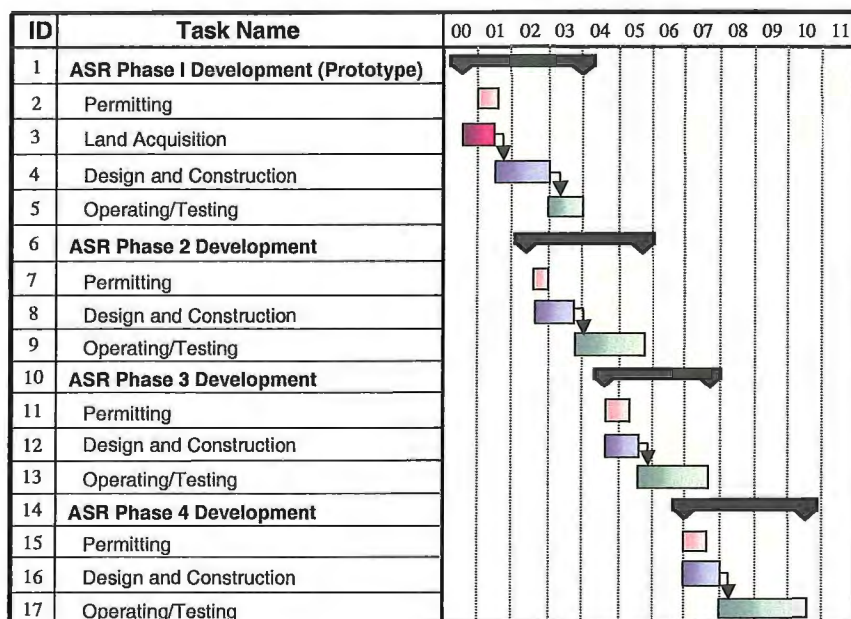 ID Task Name 00 01 02 03 04 05 06 07 09 10 11
1 ASR Phase I Development (Prototype)
2 Permitting
3 Land Acquisition
4 Design and Construction
5 Operating/Testing
6 ASR Phase 2 Development
7 Permitting
8 Design and Construction
9 Operating/Testing
10 ASR Phase 3 Development
11 Permitting
12 Design and Construction
13 Operating/Testing
14 ASR Phase 4 Development
15 Permitting
16 Design and Construction
17 Operating/Testing